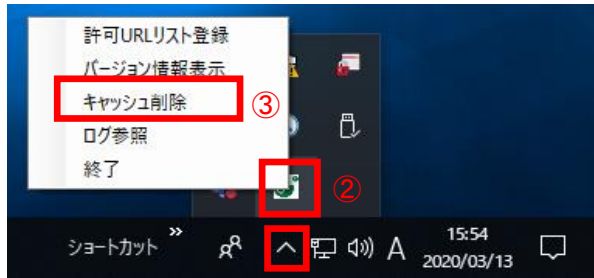 許可URLリスト登録
バージョン情報表示
キャッシュ削除
③
ログ参照
終了
②
ショートカット
»
A
15:54
2020/03/13